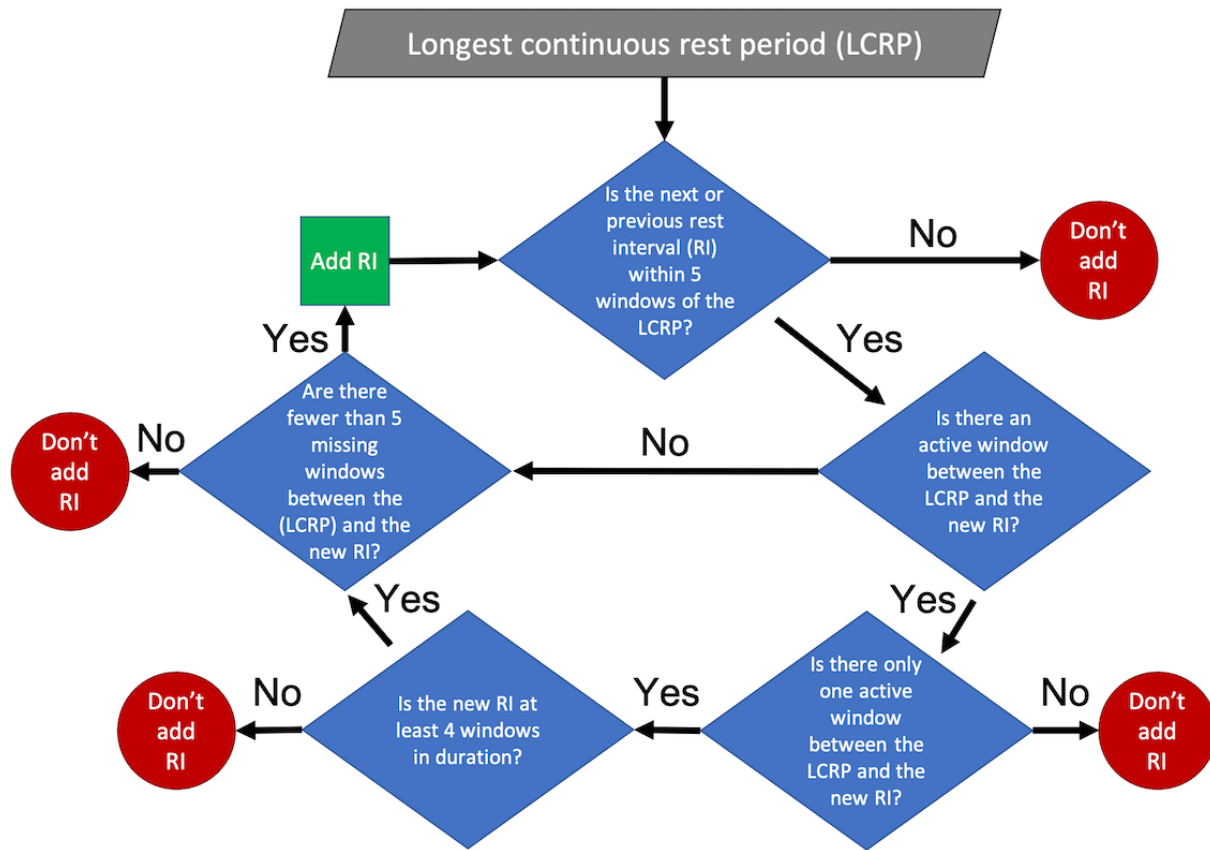 Longest continuous rest period (LCRP)
Is the next or
previous rest
interval (RI)
within 5
windows of the
LCRP?
No
Don't
add
RI
Add RI
Yes
Yes
Are there
fewer than 5
missing
windows
between the
(LCRP) and the
new RI?
No
Don't
add
RI
No
Is there an
active window
between the
LCRP and the
new RI?
Yes
Yes
Is there only
one active
window
between the
LCRP and the
new RI?
No
Don't
add
RI
Yes
Is the new RI at
least 4 windows
in duration?
No
Don't
add
RI